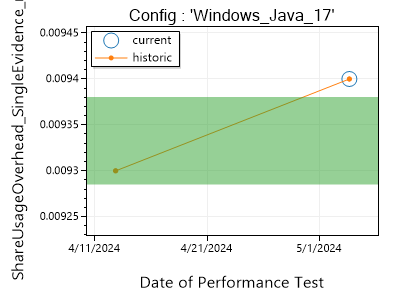 Config : 'Windows_Java_17'
ShareUsageOverhead_SingleEvidence_
0.00945
0.0094
0.00935
0.0093
0.00925
current
historic
4/11/2024
4/21/2024
5/1/2024
Date of Performance Test